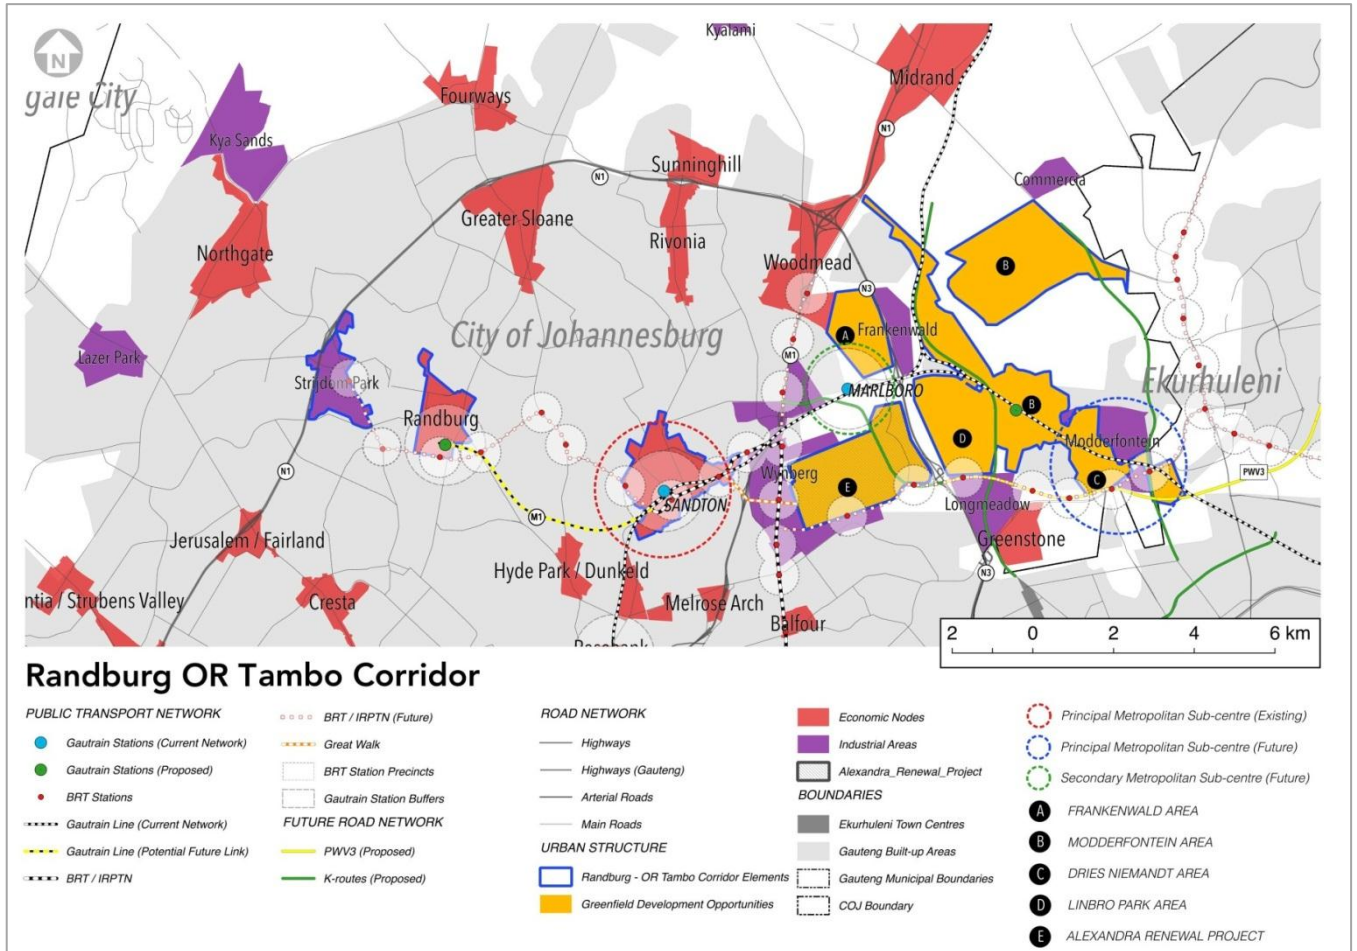 N
gate City
Kyalami
Midrand
Fourways
Kya Sands
N1
Sunninghill
N1
Commercia
Greater Sloane
Northgate
Rivonia
Woodmead
B
N3
City of Johannesburg
A
Frankenwald
Lazer Park
Strijdom Park
M1
MARLBORO
Ekurhuleni
Randburg
B
D
Modderfontein
N1
Wynberg
PWV3
C
E
SANDTON
Longmeadow
M1
Jerusalem / Fairland
Greenstone
Hyde Park / Dunkeld
N3
ntia / Strubens Valley
Cresta
Melrose Arch
Balfour
Rosebank
2 0 2 4 6 km
Randburg OR Tambo Corridor
PUBLIC TRANSPORT NETWORK
Gautrain Stations (Current Network)
Gautrain Stations (Proposed)
BRT Stations
Gautrain Line (Current Network)
Gautrain Line (Potential Future Link)
BRT / IRPTN
BRT / IRPTN (Future)
Great Walk
BRT Station Precincts
Gautrain Station Buffers
FUTURE ROAD NETWORK
PWV3 (Proposed)
K-routes (Proposed)
ROAD NETWORK
Highways
Highways (Gauteng)
Arterial Roads
Main Roads
URBAN STRUCTURE
Randburg - OR Tambo Corridor Elements
Greenfield Development Opportunities
Economic Nodes
Industrial Areas
Alexandra_Renewal_Project
BOUNDARIES
Ekurhuleni Town Centres
Gauteng Built-up Areas
Gauteng Municipal Boundaries
COJ Boundary
Principal Metropolitan Sub-centre (Existing)
Principal Metropolitan Sub-centre (Future)
Secondary Metropolitan Sub-centre (Future)
A FRANKENWALD AREA
B MODDERFONTEIN AREA
C DRIES NIEMANDT AREA
D LINBRO PARK AREA
E ALEXANDRA RENEWAL PROJECT